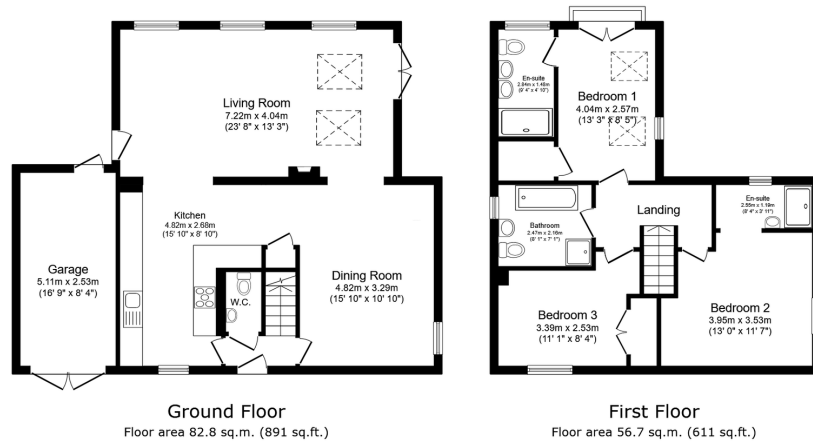 Living Room
7.22m x 4.04m
(23' 8" x 13' 3")
Kitchen
4.82m x 2.68m
(15' 10" x 8' 10")
Garage
5.11m x 2.53m
(16' 9" x 8' 4")
W.C.
Dining Room
4.82m x 3.29m
(15' 10" x 10' 10")
Ground Floor
Floor area 82.8 sq.m. (891 sq.ft.)
En-suite
2.84m x 1.48m
(9' 4" x 4' 10")
Bedroom 1
4.04m x 2.57m
(13' 3" x 8' 5")
Bathroom
2.47m x 2.16m
(8' 1" x 7' 1")
Landing
En-suite
2.55m x 1.19m
(8' 4" x 3' 11")
Bedroom 3
3.39m x 2.53m
(11' 1" x 8' 4")
Bedroom 2
3.95m x 3.53m
(13' 0" x 11' 7")
First Floor
Floor area 56.7 sq.m. (611 sq.ft.)